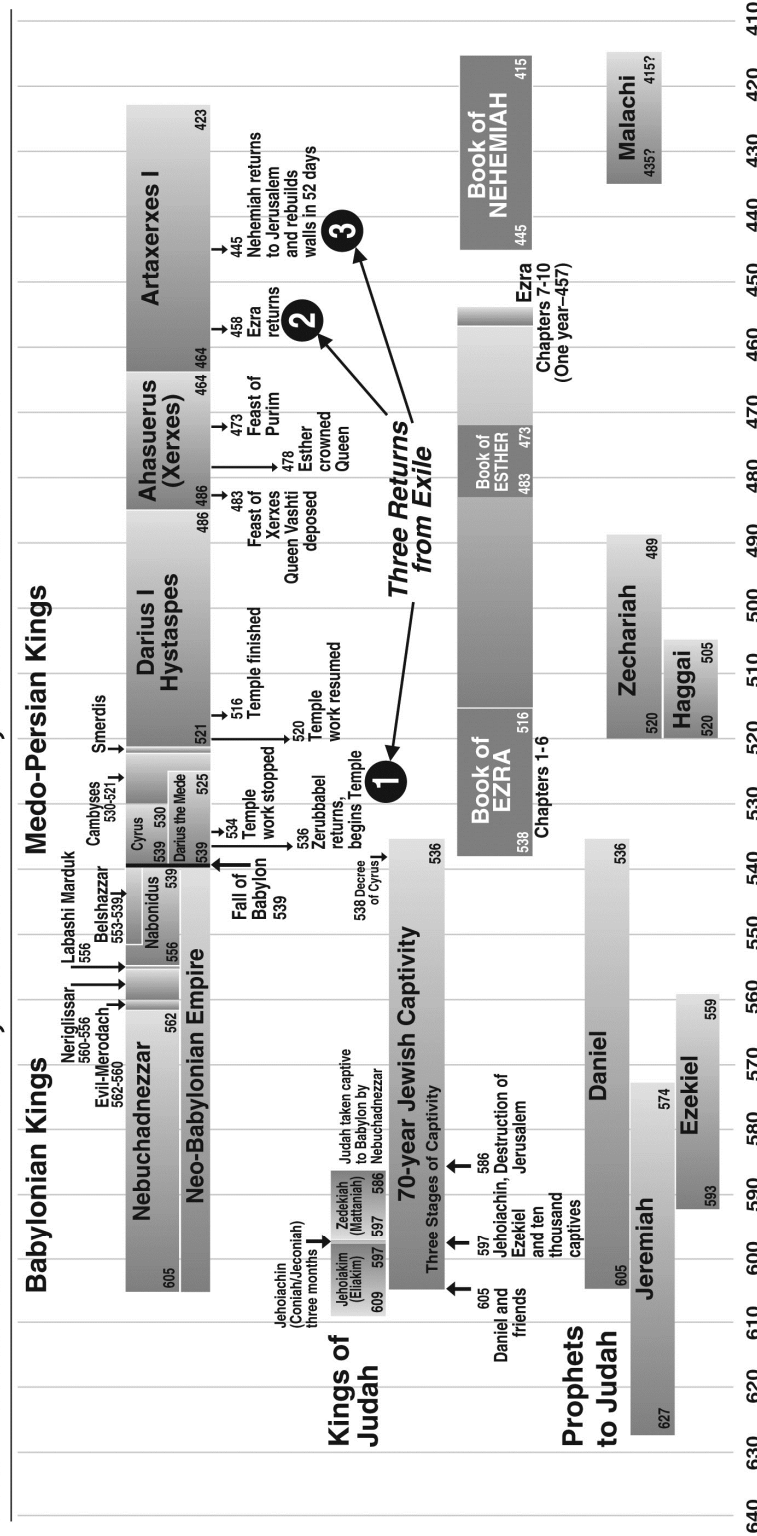 Babylonian Kings
Medo-Persian Kings
Neriglissar
560-556
Evil-Merodach
562-560
Labashi Marduk
556
Belshazzar
553-539
Cambyses
530-521
Smerdis
605
Nebuchadnezzar
562
556
Nabonidus
539
539
Cyrus
530
539
Darius the Mede
525
521
Darius I
Hystaspes
486
486
Ahasuerus
(Xerxes)
464
464
Artaxerxes I
423
Neo-Babylonian Empire
Fall of
Babylon
539
534
Temple
work stopped
536
Zerubbabel
returns,
begins Temple
516
Temple finished
520
Temple
work resumed
483
Feast of
Xerxes
Queen Vashti
deposed
473
Feast of
Purim
478
Esther
crowned
Queen
458
Ezra
returns
445
Nehemiah returns
to Jerusalem
and rebuilds
walls in 52 days
1
2
3
Three Returns
from Exile
Kings of
Judah
Jehoiachin
(Coniah/Jeconiah)
three months
Jehoiakim
(Eliakim)
609
597
Zedekiah
(Mattaniah)
597
586
Judah taken captive
to Babylon by
Nebuchadnezzar
538 Decree
of Cyrus
70-year Jewish Captivity
Three Stages of Captivity
536
605
Daniel and
friends
597
Jehoiachin,
Ezekiel
and ten
thousand
captives
586
Destruction of
Jerusalem
538
Book of
EZRA
516
Chapters 1-6
Book of
ESTHER
483
473
Ezra
Chapters 7-10
(One year–457)
445
Book of
NEHEMIAH
415
Prophets
to Judah
605
Daniel
536
627
Jeremiah
574
593
Ezekiel
559
520
Zechariah
489
520
Haggai
505
435?
Malachi
415?
640
630
620
610
600
590
580
570
560
550
540
530
520
510
500
490
480
470
460
450
440
430
420
410